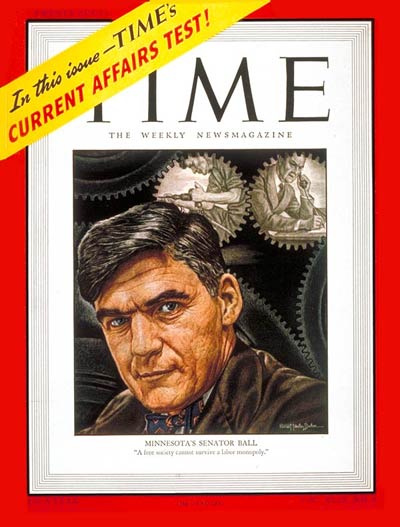 In this issue—TIME's
CURRENT AFFAIRS TEST!
TIME
THE WEEKLY NEWSMAGAZINE
MINNESOTA'S SENATOR BALL
"A free society cannot survive a labor monopoly."